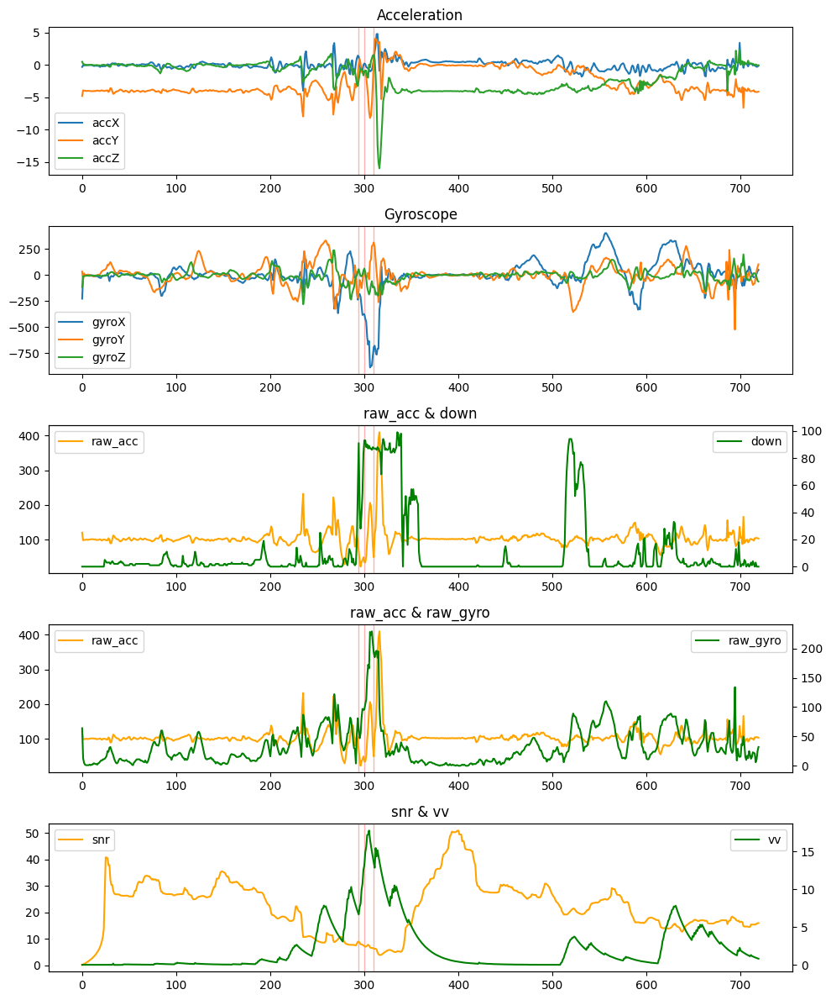 Acceleration
5
0
−5
−10
−15
accX
accY
accZ
0 100 200 300 400 500 600 700
Gyroscope
250
0
−250
−500
−750
gyroX
gyroY
gyroZ
0 100 200 300 400 500 600 700
raw_acc & down
400
300
200
100
raw_acc
down
100
80
60
40
20
0
0 100 200 300 400 500 600 700
raw_acc & raw_gyro
400
300
200
100
raw_acc
raw_gyro
200
150
100
50
0
0 100 200 300 400 500 600 700
snr & vv
50
40
30
20
10
0
snr
vv
15
10
5
0
0 100 200 300 400 500 600 700